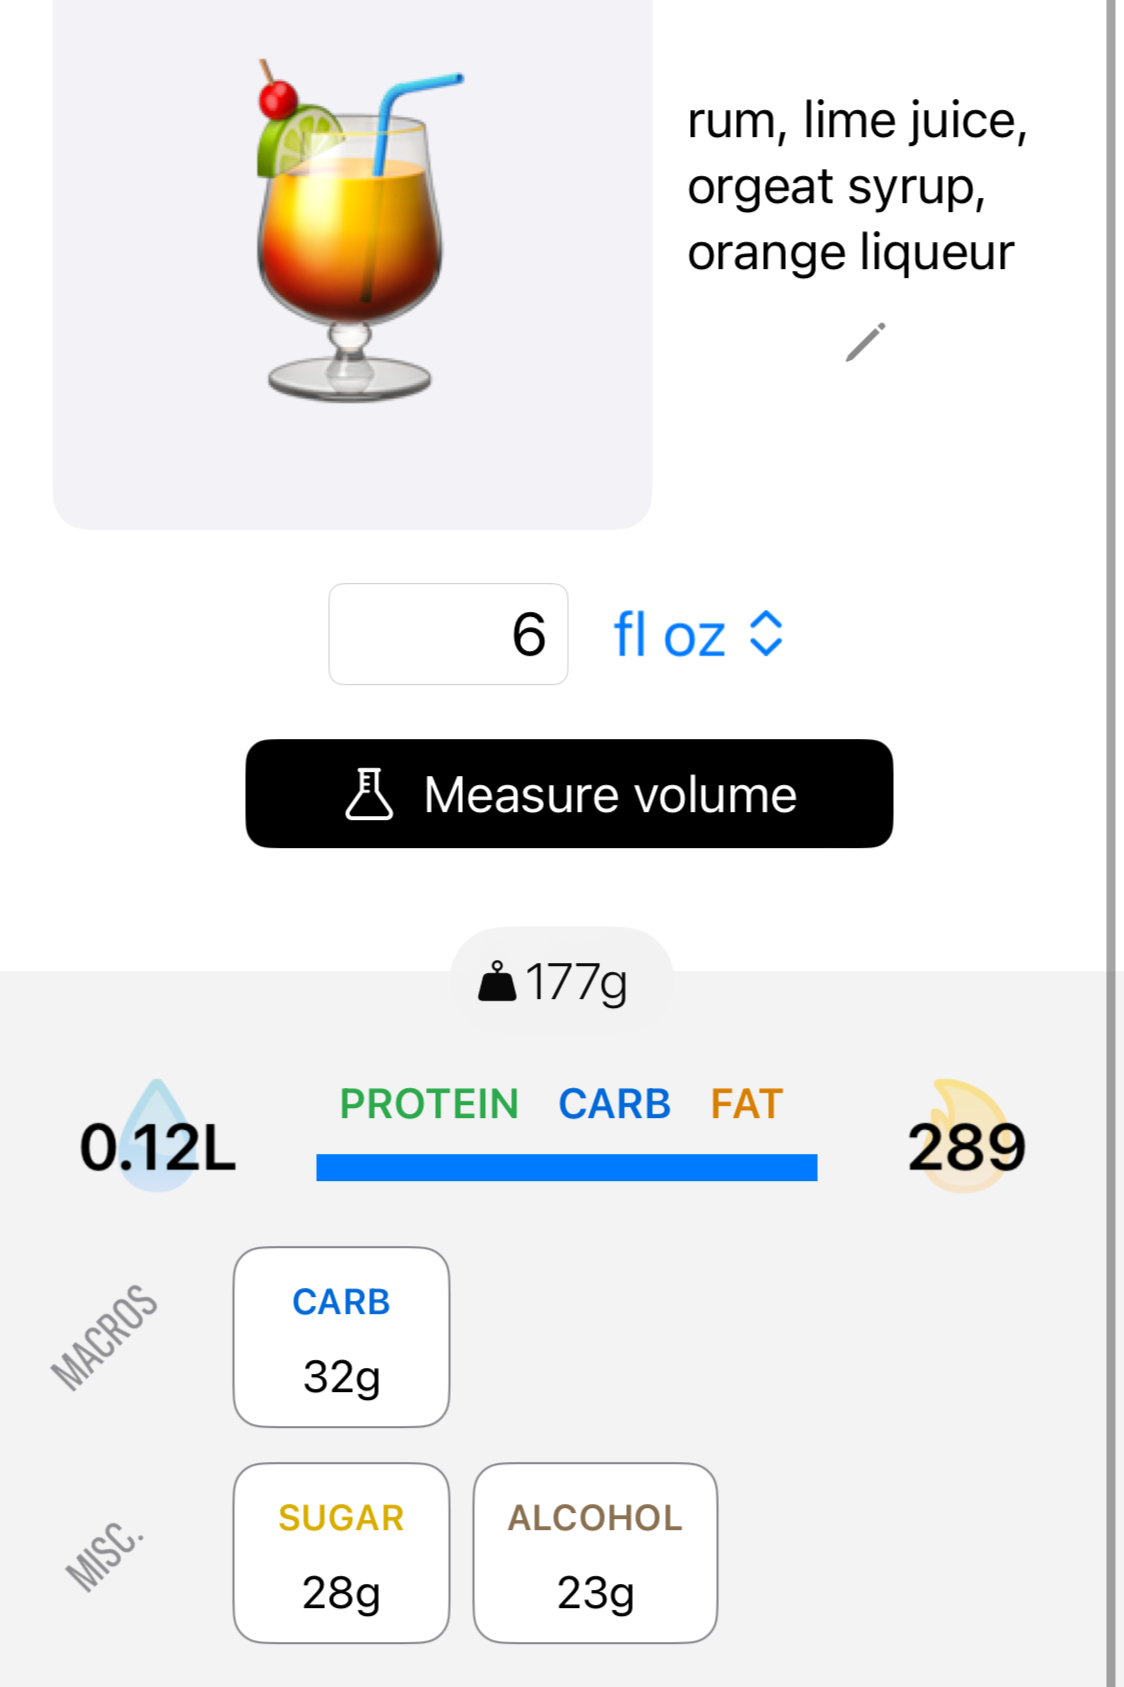 rum, lime juice,
orgeat syrup,
orange liqueur
6 fl oz
Measure volume
177g
0.12L
PROTEIN CARB FAT
289
MACROS
CARB
32g
MISC.
SUGAR
28g
ALCOHOL
23g